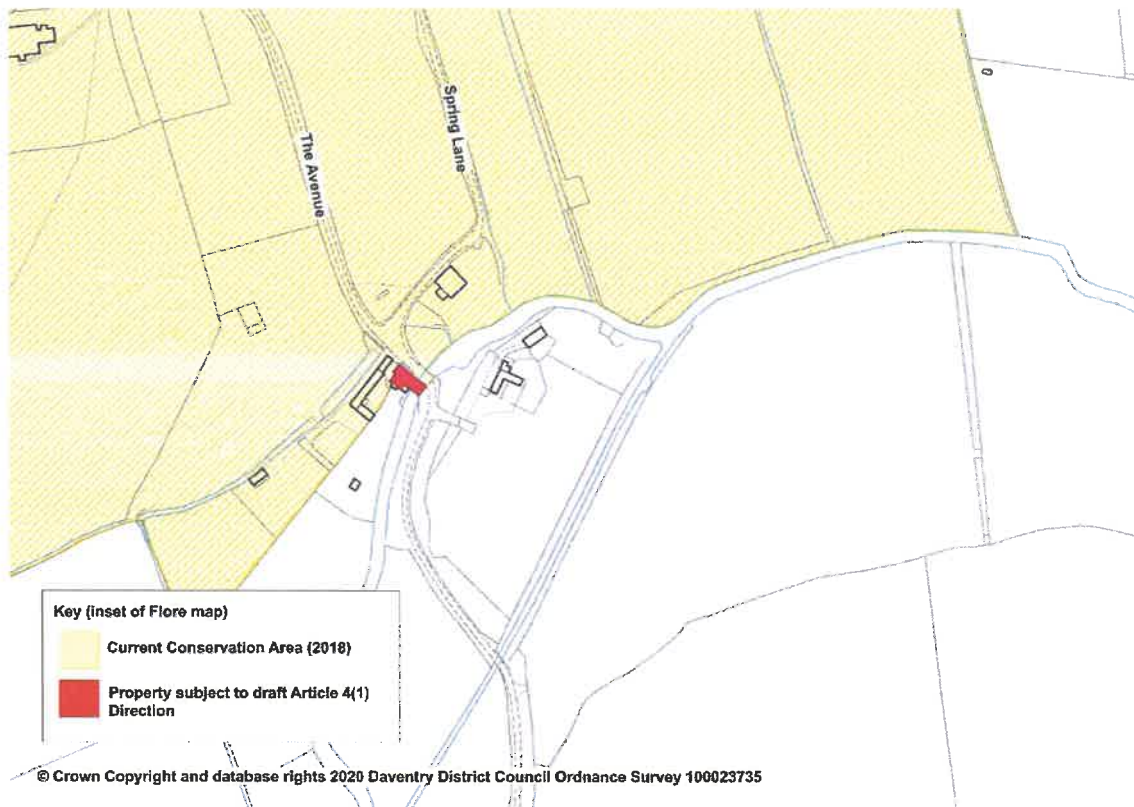 The Avenue
Spring Lane
Key (inset of Flore map)
Current Conservation Area (2018)
Property subject to draft Article 4(1)
Direction
© Crown Copyright and database rights 2020 Daventry District Council Ordnance Survey 100023735